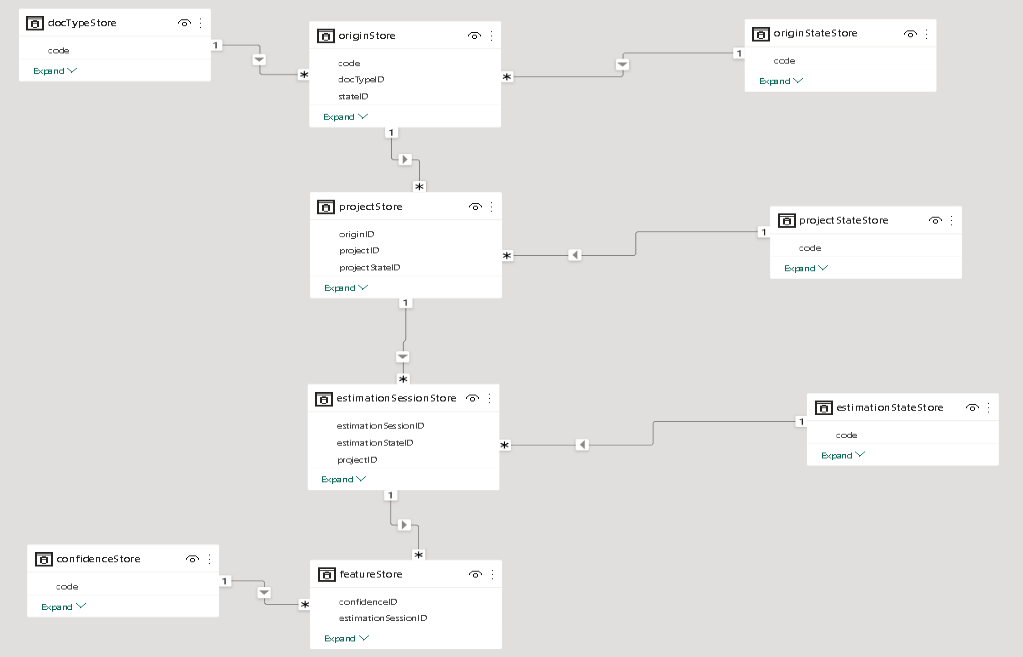 docTypeStore
code
Expand
1
*
originStore
code
docTypeID
stateID
Expand
1
*
*
1
originStateStore
code
Expand
projectStore
originID
projectID
projectStateID
Expand
1
*
*
1
projectStateStore
code
Expand
estimationSessionStore
estimationSessionID
estimationStateID
projectID
Expand
1
*
*
1
estimationStateStore
code
Expand
confidenceStore
code
Expand
1
*
featureStore
confidenceID
estimationSessionID
Expand